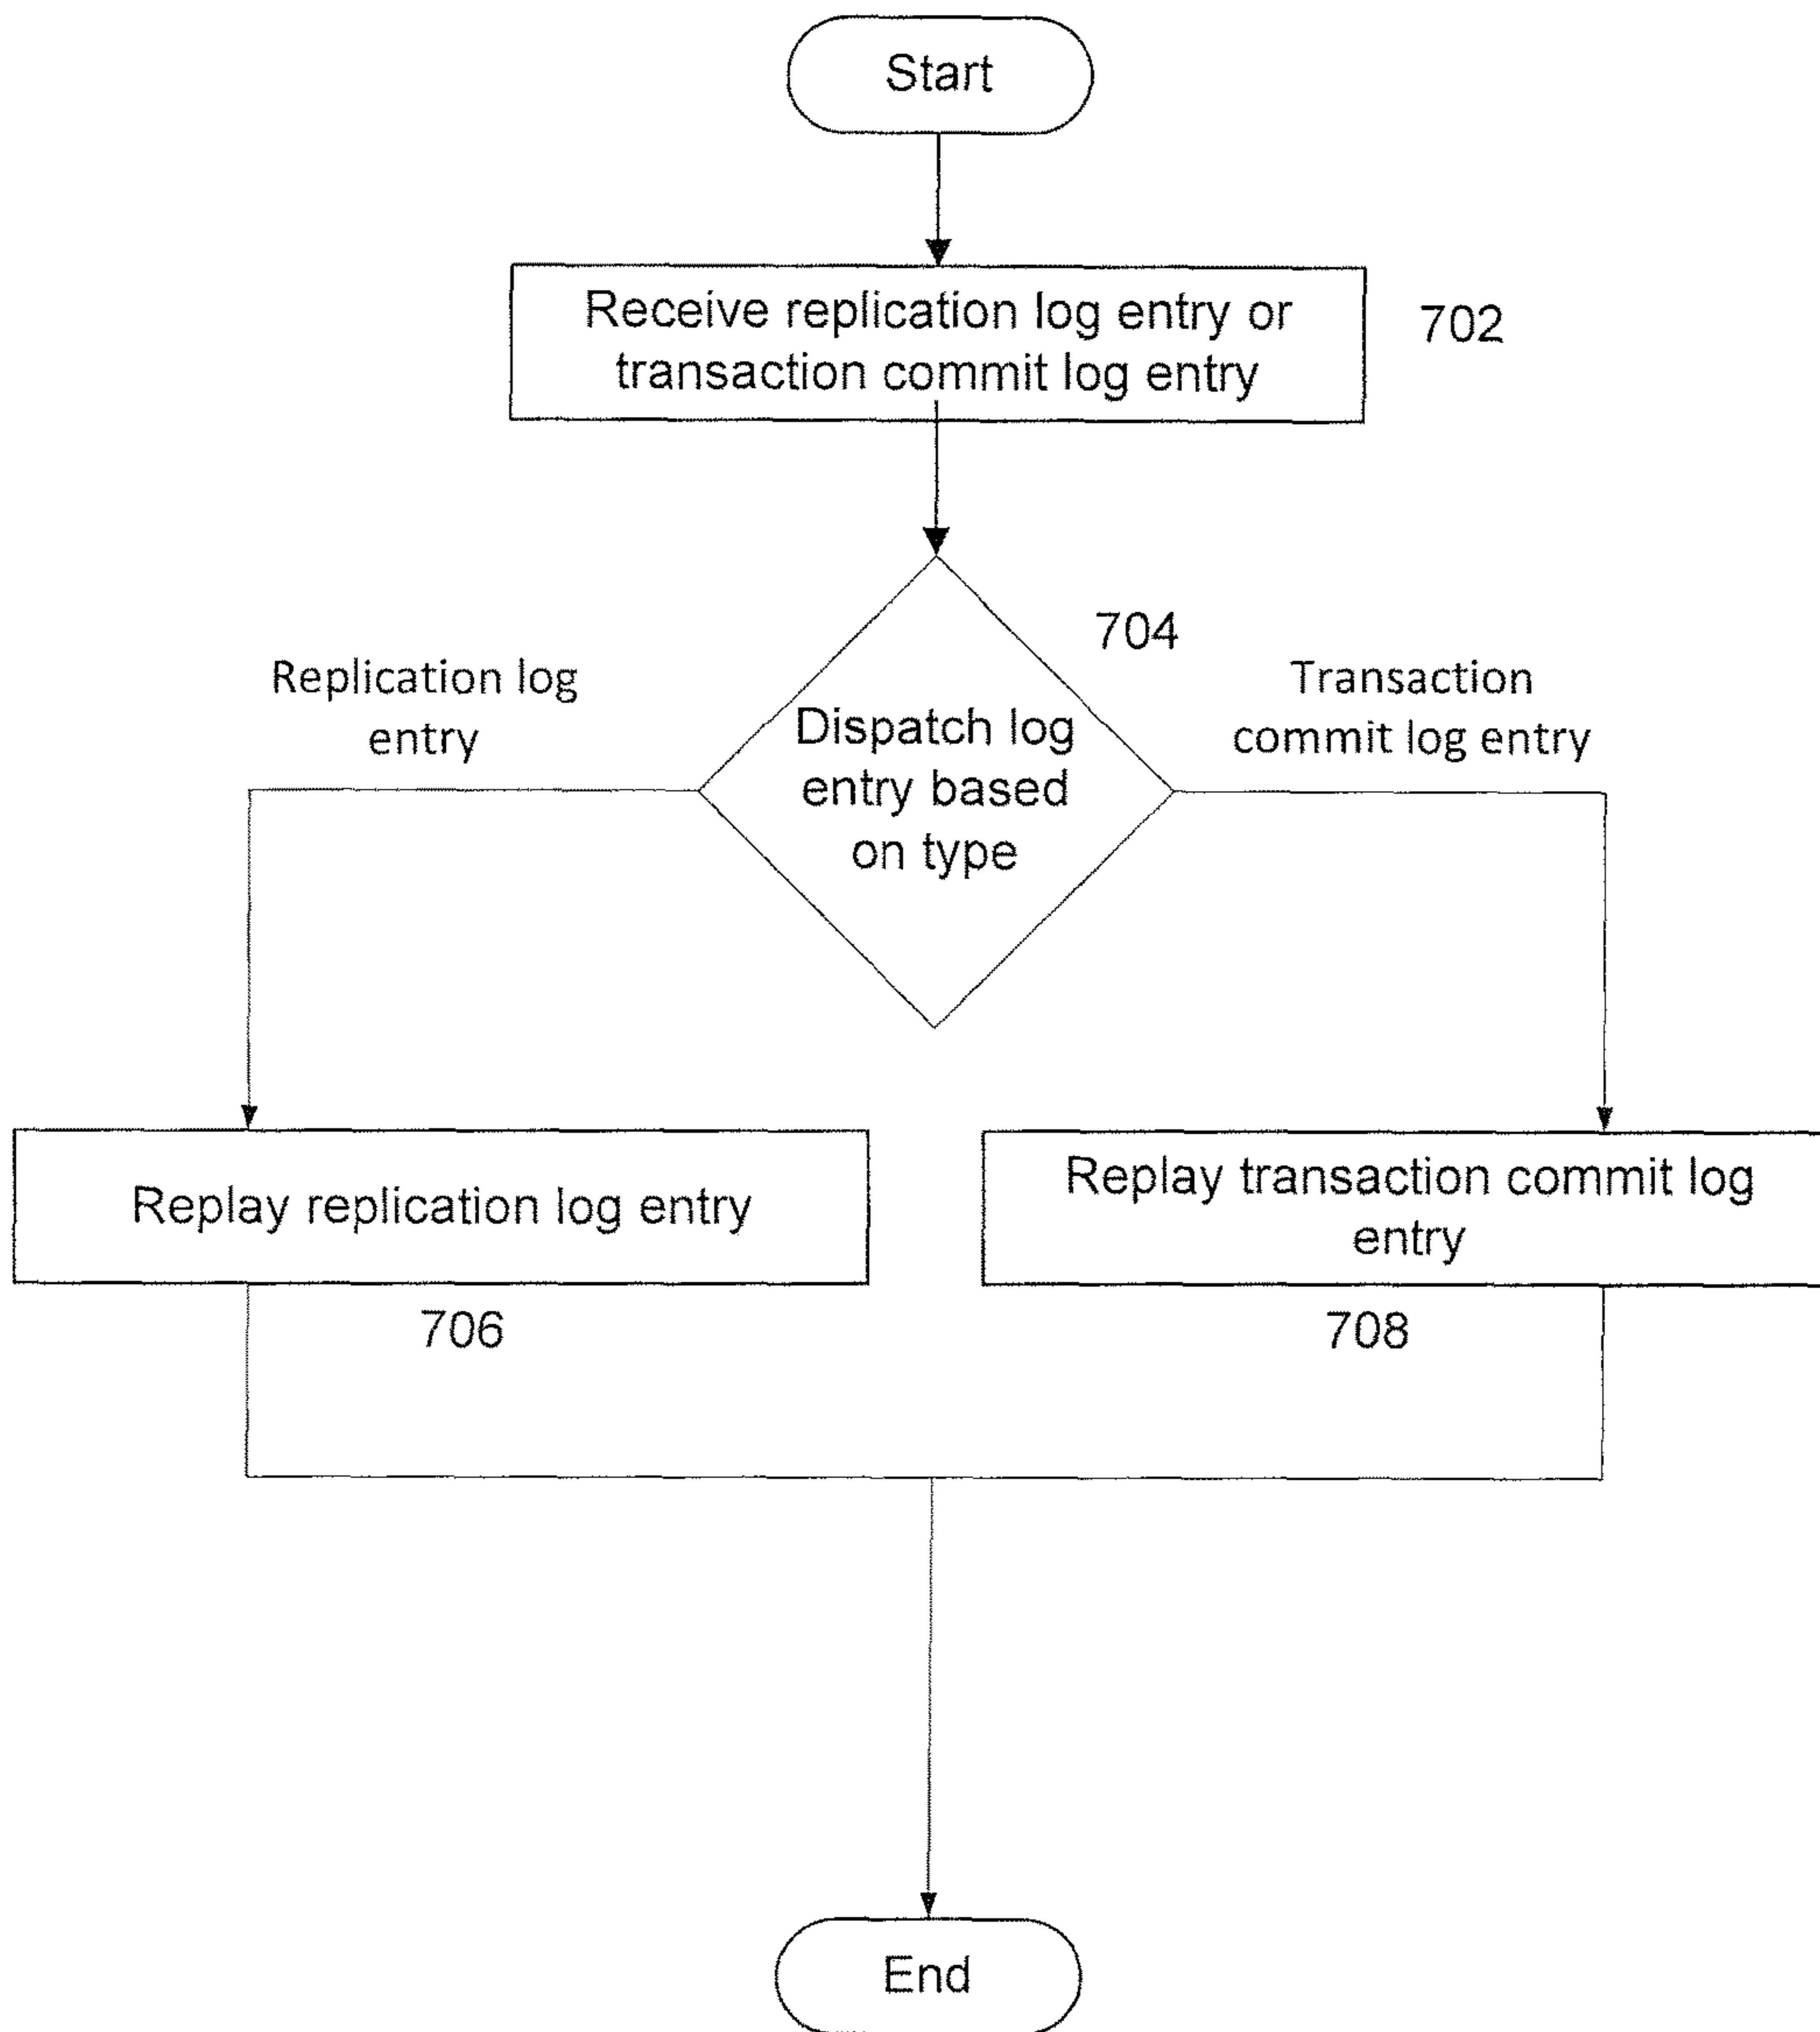 Start
Receive replication log entry or
transaction commit log entry
702
704
Replication log
entry
Transaction
commit log entry
Dispatch log
entry based
on type
Replay replication log entry
Replay transaction commit log
entry
706
708
End